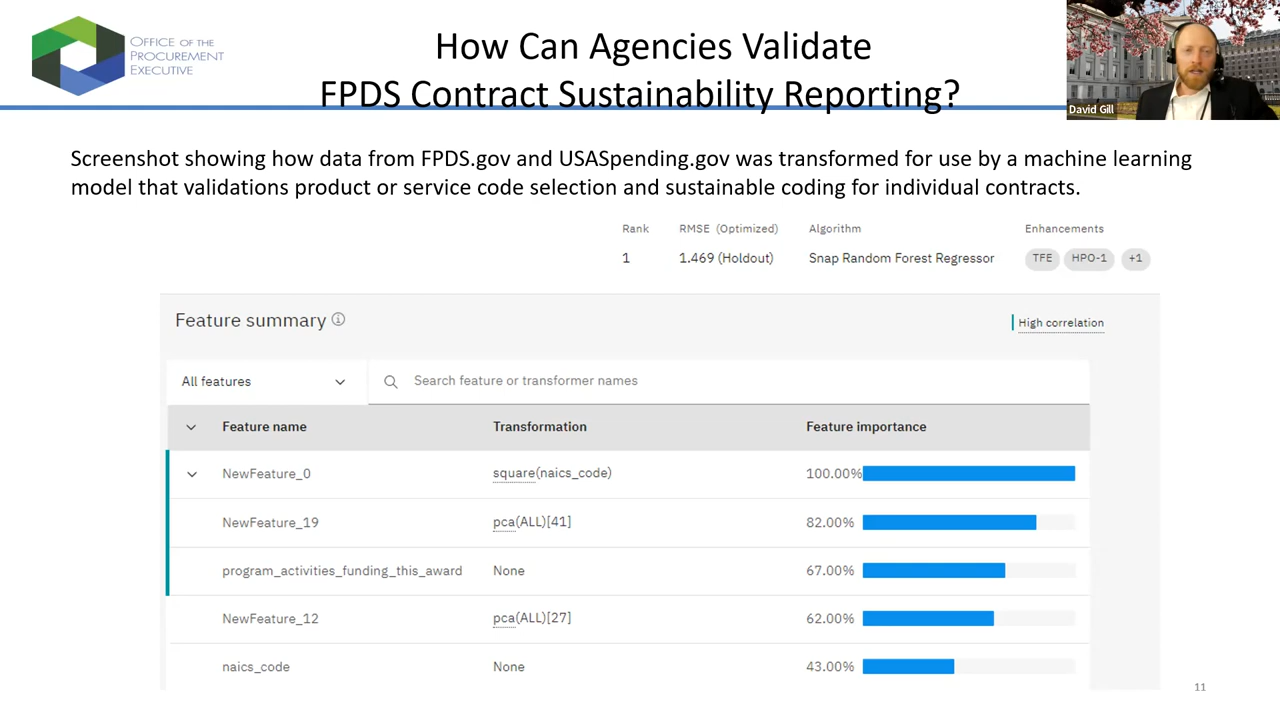 OFFICE OF THE
PROCUREMENT
EXECUTIVE
How Can Agencies Validate
FPDS Contract Sustainability Reporting?
David Gill
Screenshot showing how data from FPDS.gov and USASpending.gov was transformed for use by a machine learning
model that validations product or service code selection and sustainable coding for individual contracts.
Rank RMSE (Optimized) Algorithm Enhancements
1 1.469 (Holdout) Snap Random Forest Regressor TFE HPO-1 +1
Feature summary
High correlation
All features Search feature or transformer names
Feature name Transformation Feature importance
NewFeature_0 square(naics_code) 100.00%
NewFeature_19 pca(ALL)[41] 82.00%
program_activities_funding_this_award None 67.00%
NewFeature_12 pca(ALL)[27] 62.00%
naics_code None 43.00%
11